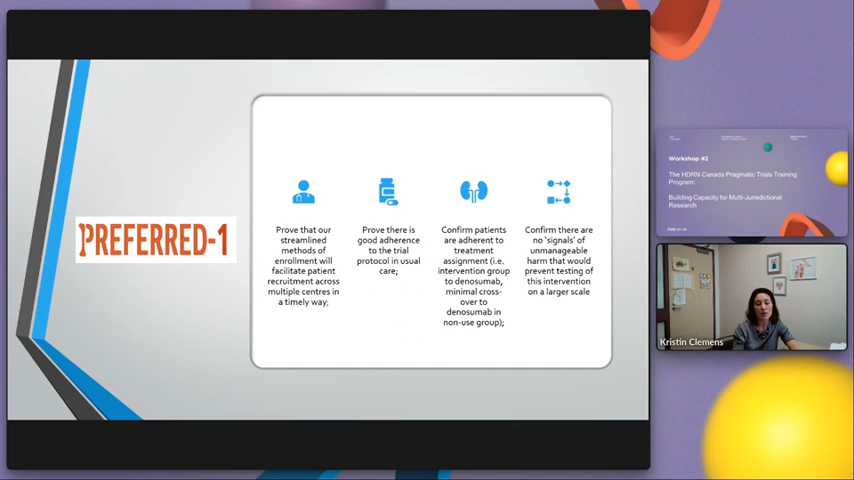 PREFERRED-1
Prove that our
streamlined
methods of
enrollment will
facilitate patient
recruitment across
multiple centres in
a timely way,
Prove there is
good adherence
to the trial
protocol in usual
care;
Confirm patients
are adherent to
treatment
assignment (i.e.
intervention group
to denosumab,
minimal cross-
over to
denosumab in
non-use group);
Confirm there are
no 'signals' of
unmanageable
harm that would
prevent testing of
this intervention
on a larger scale
Workshop #2
The HDRN Canada Pragmatic Trials Training
Program:
Building Capacity for Multi-Jurisdictional
Research
Kristin Clemens